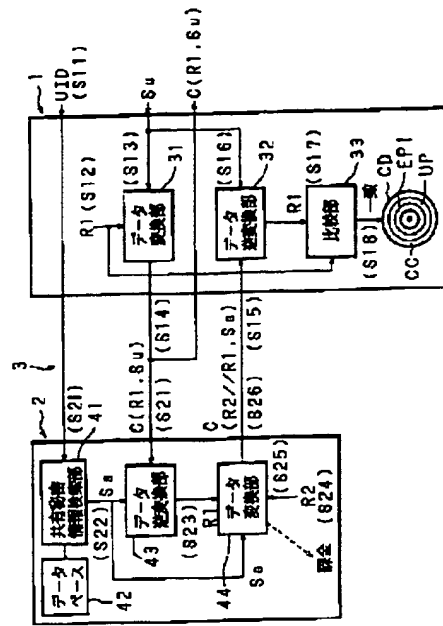 2
3
1
データ
ベース
42
共有秘密
情報検索部
41
(S21)
UID
(S11)
(S22)
Sa
R1
(S12)
データ
逆変換部
43
C(R1,Su)
(S21)
(S14)
データ
変換部
31
(S13)
Su
C(R1,Su)
(S23)
R1
44
データ
変換部
Sa
(S25)
R2
(S24)
課金
C
(R2//R1,Sa)
(S26)
(S15)
データ
逆変換部
32
(S16)
R1
比較部
33
(S17)
一致
(S18)
CC
CD
EP1
UP